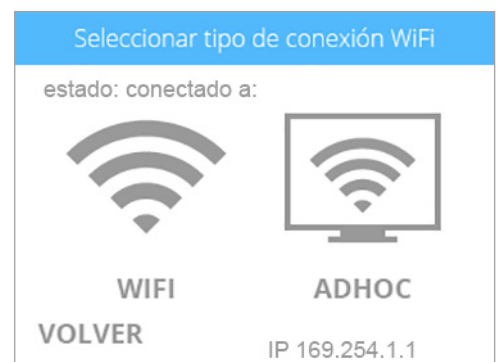 Seleccionar tipo de conexión WiFi
estado: conectado a:
WIFI
ADHOC
VOLVER
IP 169.254.1.1